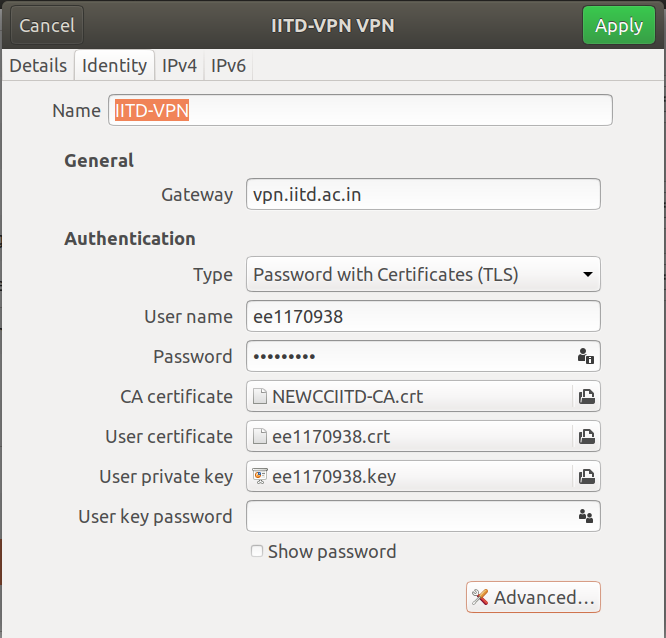 Cancel IITD-VPN VPN Apply
Details Identity IPv4 IPv6
Name IITD-VPN
General
Gateway vpn.iitd.ac.in
Authentication
Type Password with Certificates (TLS)
User name ee1170938
Password •••••••••
CA certificate NEWCCIITD-CA.crt
User certificate ee1170938.crt
User private key ee1170938.key
User key password
Show password
Advanced...